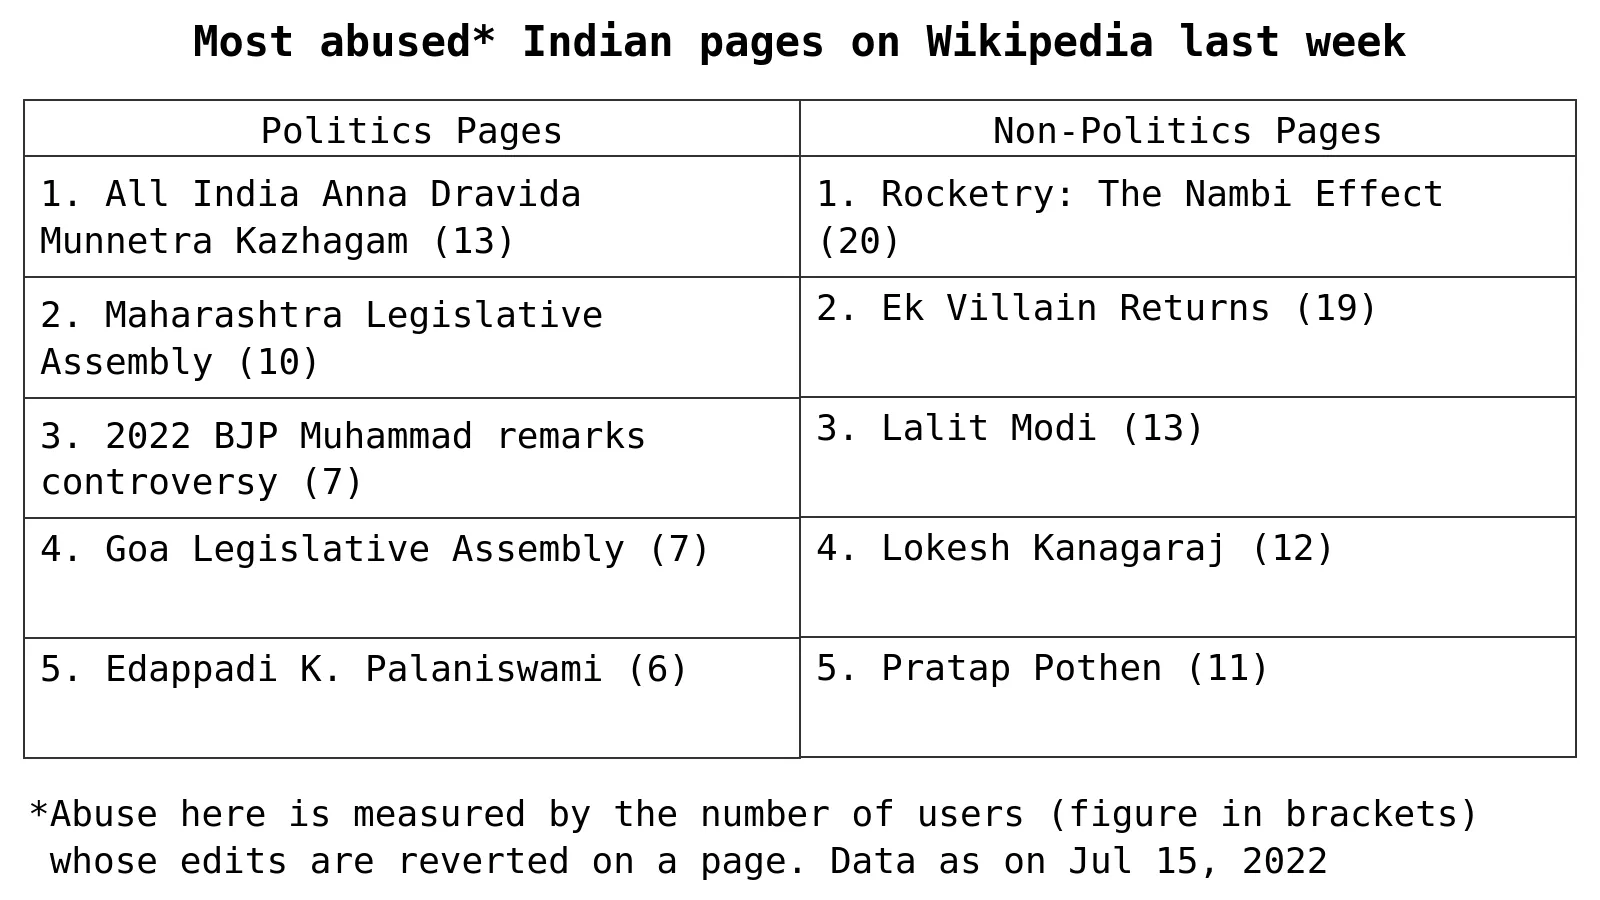 Most abused* Indian pages on Wikipedia last week
Politics Pages
1. All India Anna Dravida
Munnetra Kazhagam (13)
2. Maharashtra Legislative
Assembly (10)
3. 2022 BJP Muhammad remarks
controversy (7)
4. Goa Legislative Assembly (7)
5. Edappadi K. Palaniswami (6)
Non-Politics Pages
1. Rocketry: The Nambi Effect
(20)
2. Ek Villain Returns (19)
3. Lalit Modi (13)
4. Lokesh Kanagaraj (12)
5. Pratap Pothen (11)
*Abuse here is measured by the number of users (figure in brackets)
whose edits are reverted on a page. Data as on Jul 15, 2022